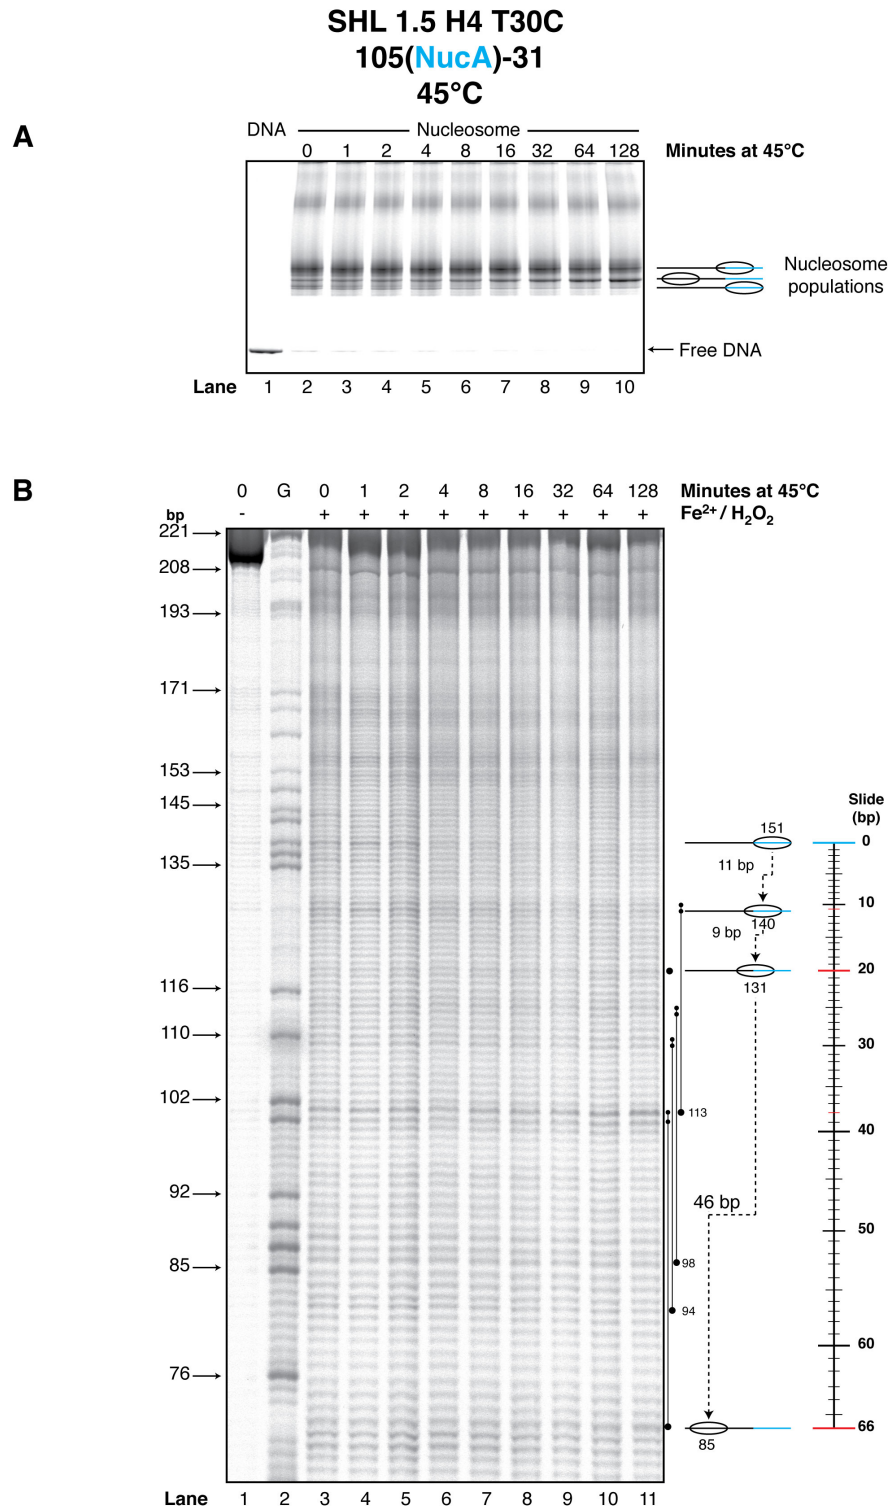 SHL 1.5 H4 T30C
105(NucA)-31
45°C
A
DNA Nucleosome
0 1 2 4 8 16 32 64 128 Minutes at 45°C
Nucleosome
populations
Free DNA
Lane 1 2 3 4 5 6 7 8 9 10
B
0 G 0 1 2 4 8 16 32 64 128 Minutes at 45°C
bp - + + + + + + + + + Fe²⁺ / H₂O₂
221
208
193
171
153
145
135
116
110
102
92
85
76
Slide
(bp)
151
0
11 bp
10
140
9 bp
20
131
30
113
40
46 bp
50
98
94
60
66
85
Lane 1 2 3 4 5 6 7 8 9 10 11